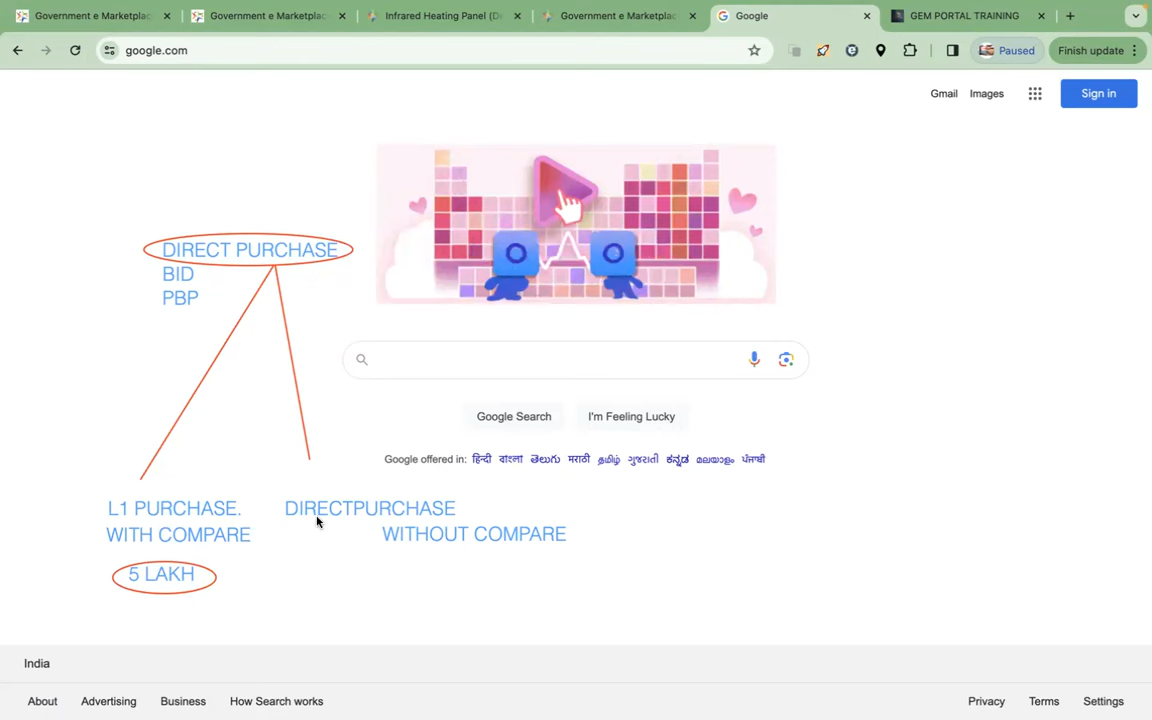 Government e Marketplac
Government e Marketplac
Infrared Heating Panel (De
Government e Marketplac
Google
GEM PORTAL TRAINING
google.com
Paused
Finish update
Gmail
Images
Sign in
DIRECT PURCHASE
BID
PBP
Google Search
I'm Feeling Lucky
Google offered in: हिन्दी বাংলা తెలుగు मराठी தமிழ் ગુજરાતી ಕನ್ನಡ മലയാളം ਪੰਜਾਬੀ
L1 PURCHASE.
WITH COMPARE
DIRECTPURCHASE
WITHOUT COMPARE
5 LAKH
India
About
Advertising
Business
How Search works
Privacy
Terms
Settings